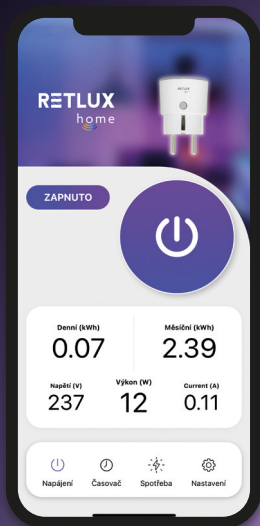 RETLUX
home
RETLUX
ZAPNUTO
Denní (kWh) Měsíční (kWh)
0.07 2.39
Napětí (V) Výkon (W) Current (A)
237 12 0.11
Napájení Časovač Spotřeba Nastavení